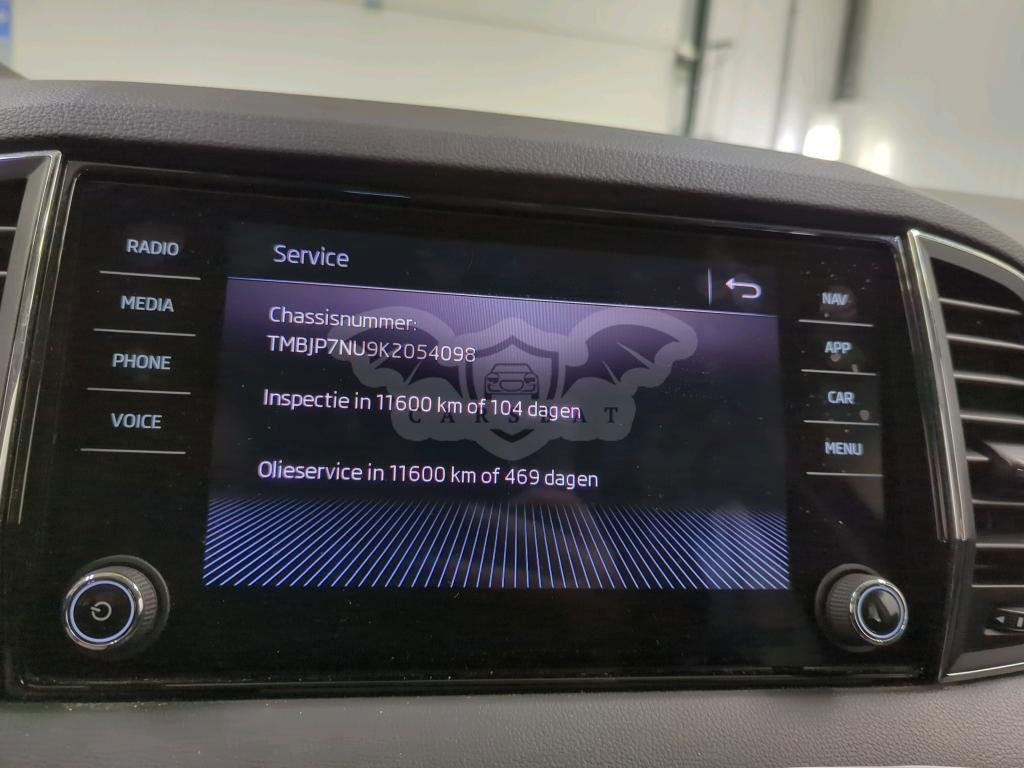 Service
RADIO
MEDIA
PHONE
VOICE
Chassisnummer:
TMBJP7NU9K2054098
Inspectie in 11600 km of 104 dagen
CARSBAT
Olieservice in 11600 km of 469 dagen
NAV
APP
CAR
MENU